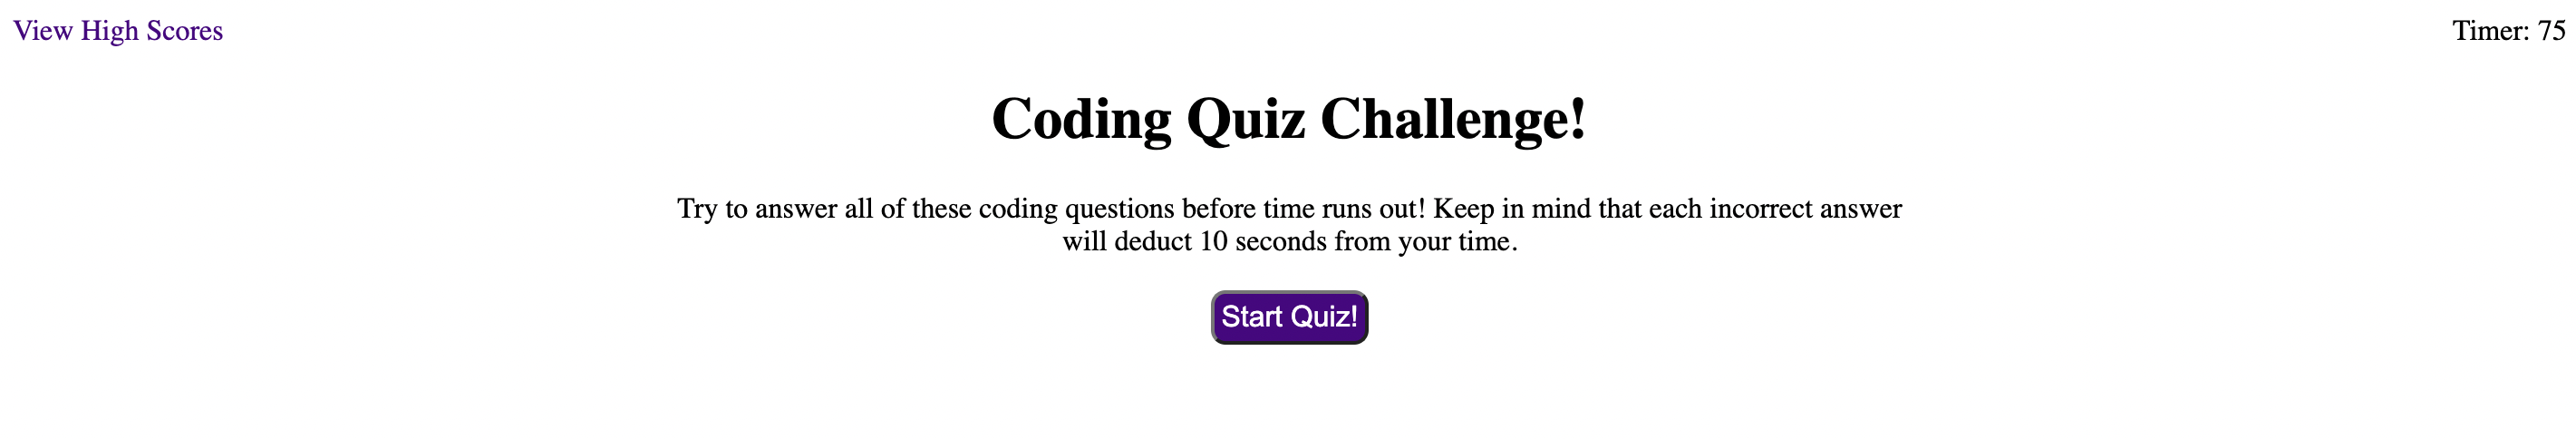 View High Scores
Timer: 75
Coding Quiz Challenge!
Try to answer all of these coding questions before time runs out! Keep in mind that each incorrect answer
will deduct 10 seconds from your time.
Start Quiz!